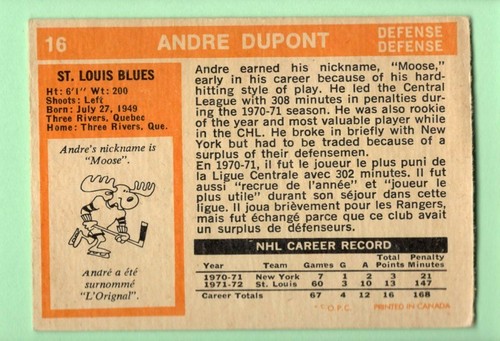 16
ANDRE DUPONT
DEFENSE
DEFENSE
ST. LOUIS BLUES
Ht: 6'1" Wt: 200
Shoots: Left
Born: July 27, 1949
Three Rivers, Quebec
Home: Three Rivers, Que.
Andre's nickname is
"Moose".
André a été
surnommé
"L'Orignal".
Andre earned his nickname, "Moose,"
early in his career because of his hard-
hitting style of play. He led the Central
League with 308 minutes in penalties during
the 1970-71 season. He was also rookie
of the year and most valuable player while
in the CHL. He broke in briefly with New
York but had to be traded because of a
surplus of their defensemen.
En 1970-71, il fut le joueur le plus puni de
la Ligue Centrale avec 302 minutes. Il fut
aussi "recrue de l'année" et "joueur le
plus utile" durant son séjour dans cette
ligue. Il joua brièvement pour les Rangers,
mais fut échangé parce que ce club avait
un surplus de défenseurs.
NHL CAREER RECORD
Year Team Games G A Total Points Penalty Minutes
1970-71 New York 7 1 2 3 21
1971-72 St. Louis 60 3 10 13 147
Career Totals 67 4 12 16 168
O.P.C. PRINTED IN CANADA